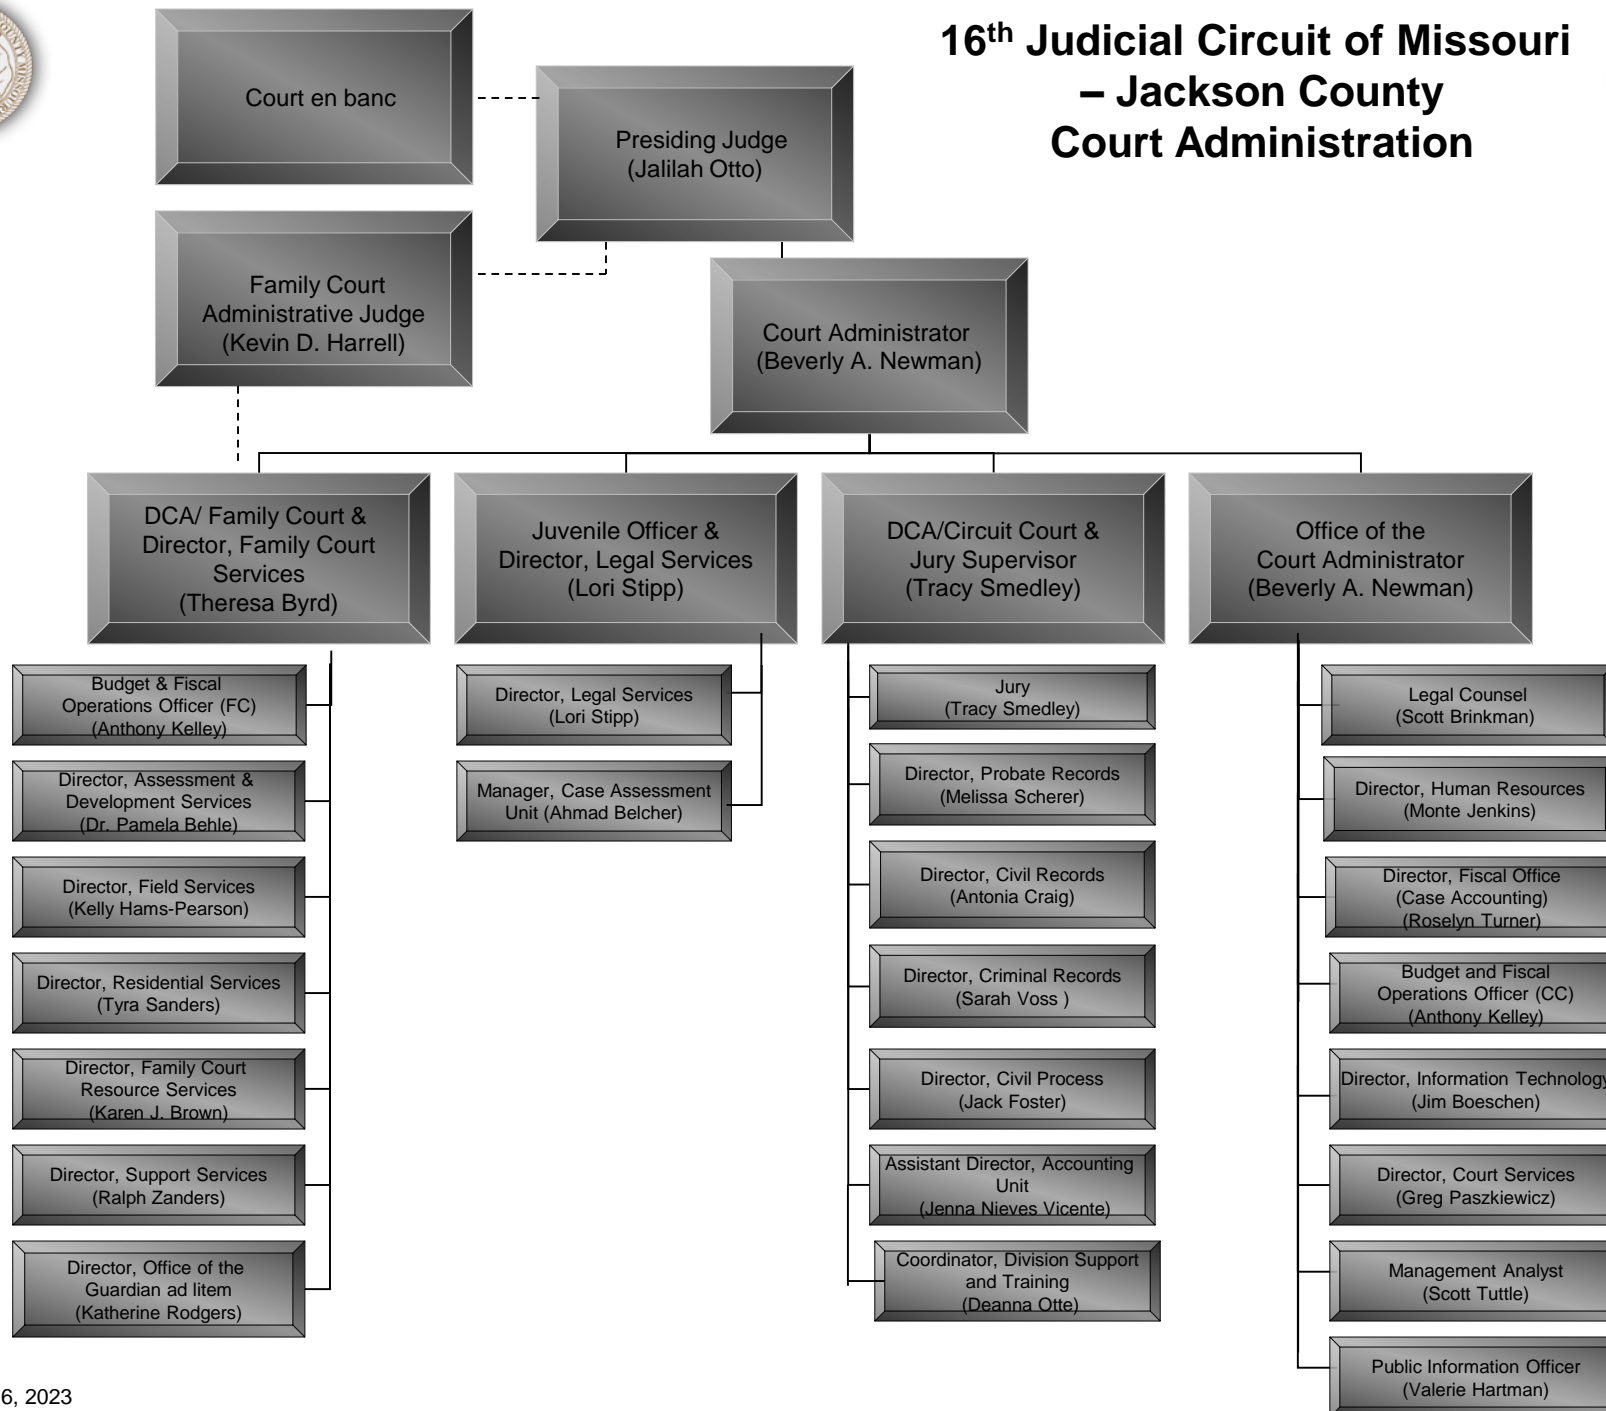 16th Judicial Circuit of Missouri
– Jackson County
Court Administration
Court en banc
Presiding Judge
(Jalilah Otto)
Family Court
Administrative Judge
(Kevin D. Harrell)
Court Administrator
(Beverly A. Newman)
DCA/ Family Court &
Director, Family Court
Services
(Theresa Byrd)
Juvenile Officer &
Director, Legal Services
(Lori Stipp)
DCA/Circuit Court &
Jury Supervisor
(Tracy Smedley)
Office of the
Court Administrator
(Beverly A. Newman)
Budget & Fiscal
Operations Officer (FC)
(Anthony Kelley)
Director, Assessment &
Development Services
(Dr. Pamela Behle)
Director, Field Services
(Kelly Hams-Pearson)
Director, Residential Services
(Tyra Sanders)
Director, Family Court
Resource Services
(Karen J. Brown)
Director, Support Services
(Ralph Zanders)
Director, Office of the
Guardian ad litem
(Katherine Rodgers)
Director, Legal Services
(Lori Stipp)
Manager, Case Assessment
Unit (Ahmad Belcher)
Jury
(Tracy Smedley)
Director, Probate Records
(Melissa Scherer)
Director, Civil Records
(Antonia Craig)
Director, Criminal Records
(Sarah Voss )
Director, Civil Process
(Jack Foster)
Assistant Director, Accounting
Unit
(Jenna Nieves Vicente)
Coordinator, Division Support
and Training
(Deanna Otte)
Legal Counsel
(Scott Brinkman)
Director, Human Resources
(Monte Jenkins)
Director, Fiscal Office
(Case Accounting)
(Roselyn Turner)
Budget and Fiscal
Operations Officer (CC)
(Anthony Kelley)
Director, Information Technology
(Jim Boeschen)
Director, Court Services
(Greg Paszkiewicz)
Management Analyst
(Scott Tuttle)
Public Information Officer
(Valerie Hartman)
6, 2023